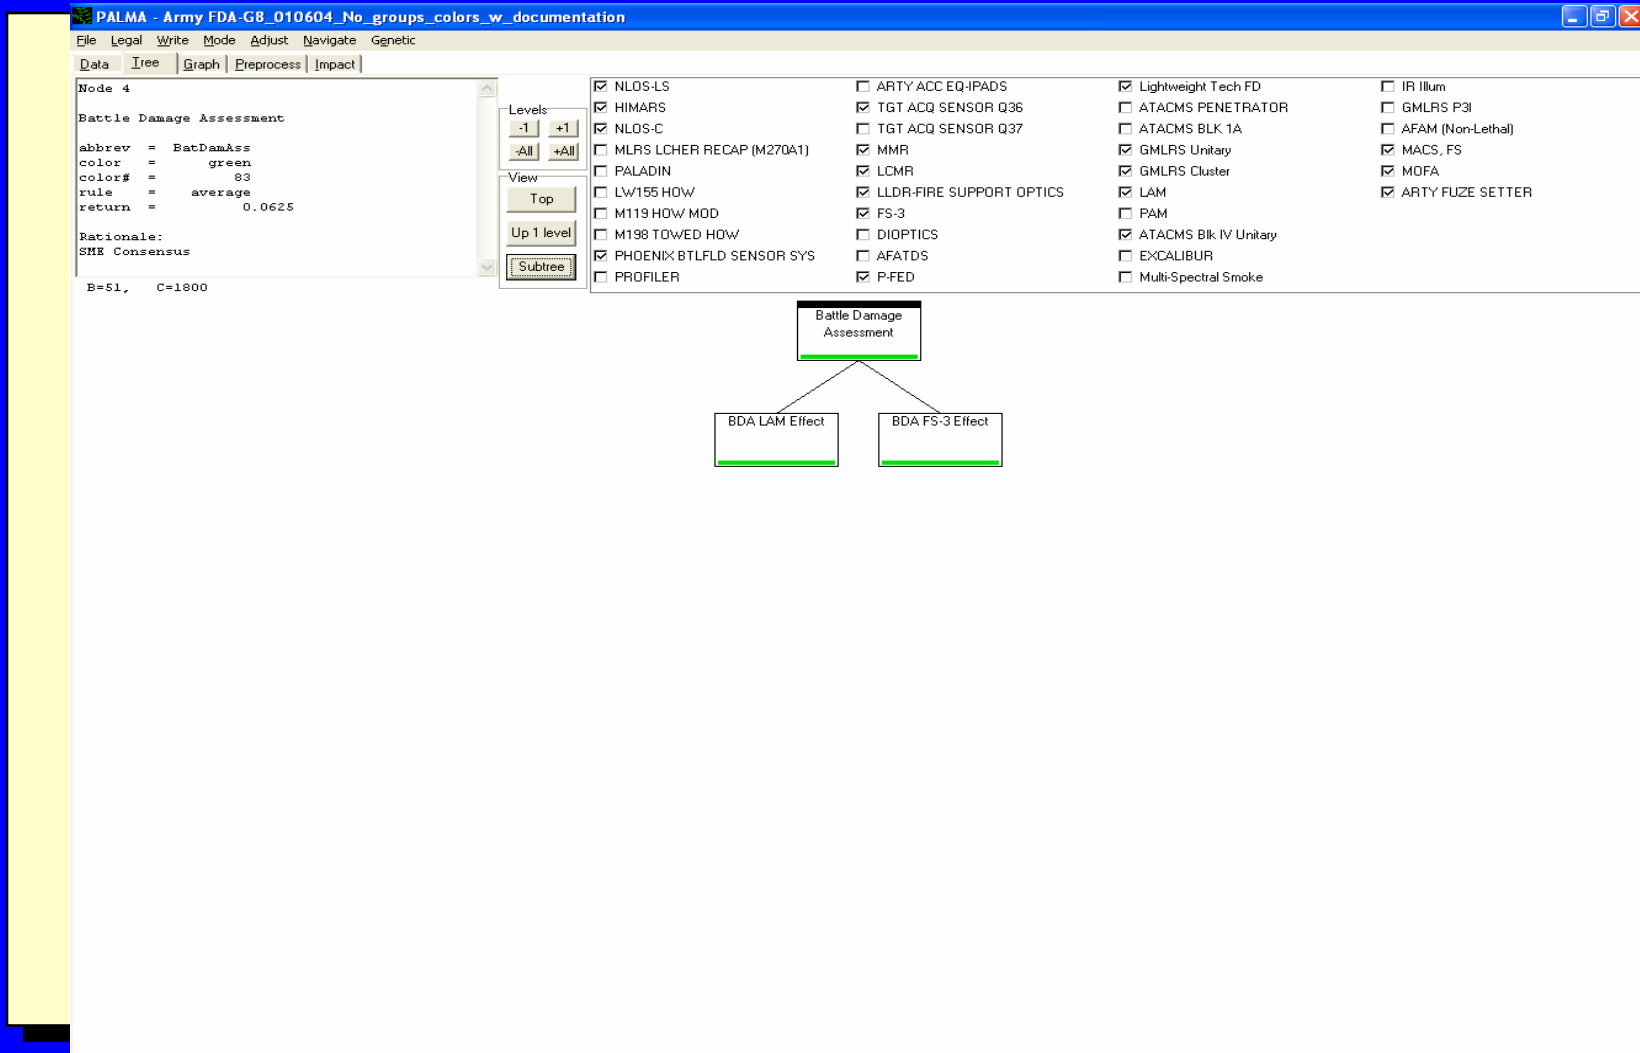 PALMA - Army FDA-G8_010604_No_groups_colors_w_documentation
File Legal Write Mode Adjust Navigate Genetic
Data Tree Graph Preprocess Impact
Node 4
Battle Damage Assessment
abbrev = BatDamAss
color = green
color# = 83
rule = average
return = 0.0625
Rationale:
SME Consensus
B=51, C=1800
Levels
-1 +1
-All +All
View
Top
Up 1 level
Subtree
NLOS-LS
HIMARS
NLOS-C
MLRS LCHER RECAP (M270A1)
PALADIN
LW155 HOW
M119 HOW MOD
M198 TOWED HOW
PHOENIX BTLFLD SENSOR SYS
PROFILER
ARTY ACC EQ-IPADS
TGT ACQ SENSOR Q36
TGT ACQ SENSOR Q37
MMR
LCMR
LLDR-FIRE SUPPORT OPTICS
FS-3
DIOPTICS
AFATDS
P-FED
Lightweight Tech FD
ATACMS PENETRATOR
ATACMS BLK 1A
GMLRS Unitary
GMLRS Cluster
LAM
PAM
ATACMS Blk IV Unitary
EXCALIBUR
Multi-Spectral Smoke
IR Illum
GMLRS P3I
AFAM (Non-Lethal)
MACS, FS
MOFA
ARTY FUZE SETTER
Battle Damage
Assessment
BDA LAM Effect
BDA FS-3 Effect